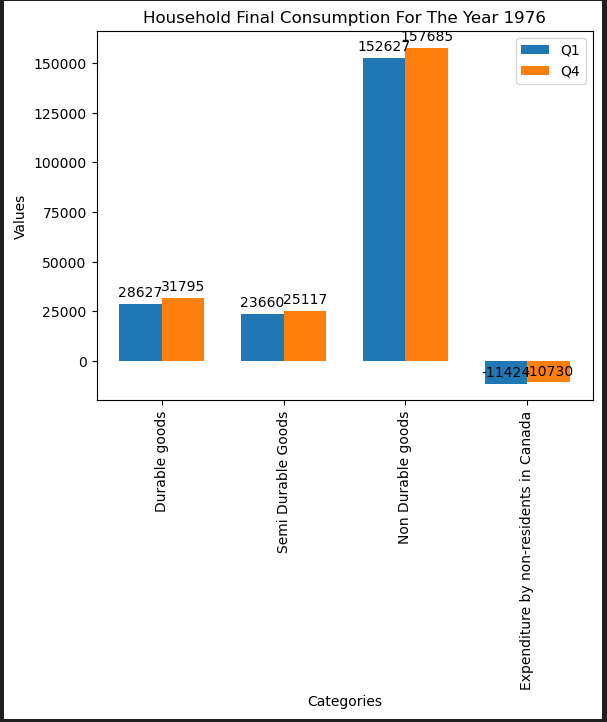 Household Final Consumption For The Year 1976
Q1
Q4
Values
150000
125000
100000
75000
50000
25000
0
28627
31795
23660
25117
152627
157685
-11424
-10730
Durable goods
Semi Durable Goods
Non Durable goods
Expenditure by non-residents in Canada
Categories